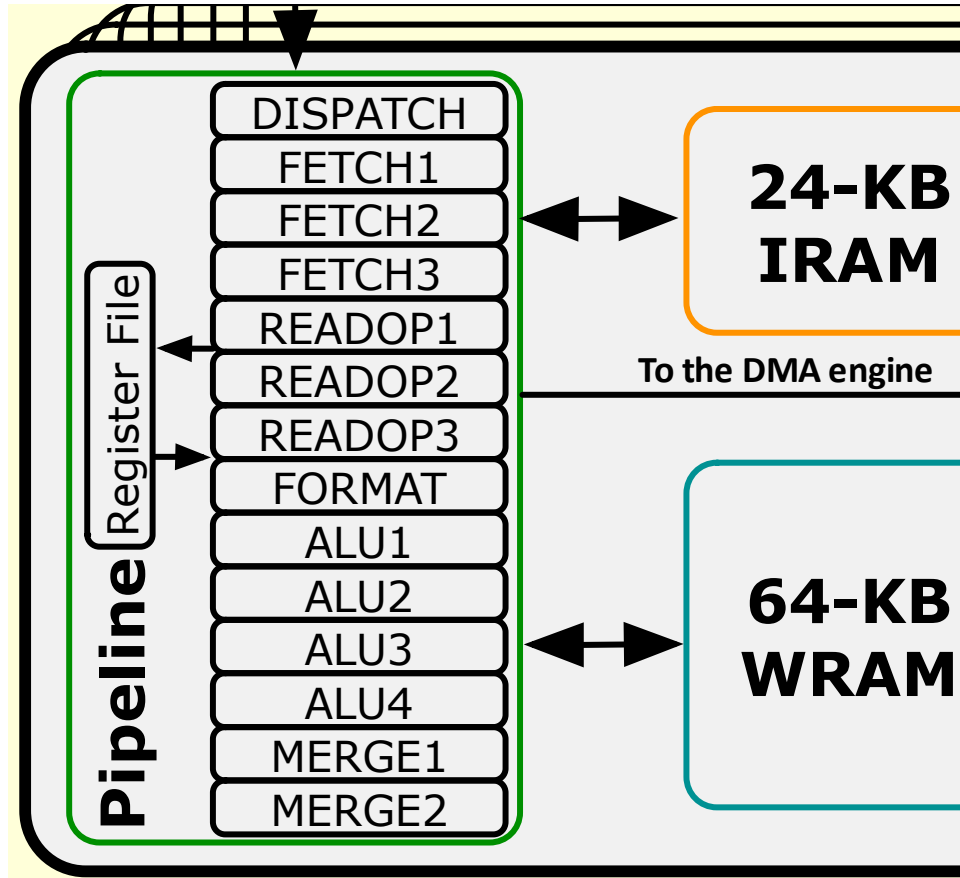 DISPATCH
FETCH1
FETCH2
FETCH3
READOP1
READOP2
READOP3
FORMAT
ALU1
ALU2
ALU3
ALU4
MERGE1
MERGE2
Register File
Pipeline
24-KB
IRAM
To the DMA engine
64-KB
WRAM